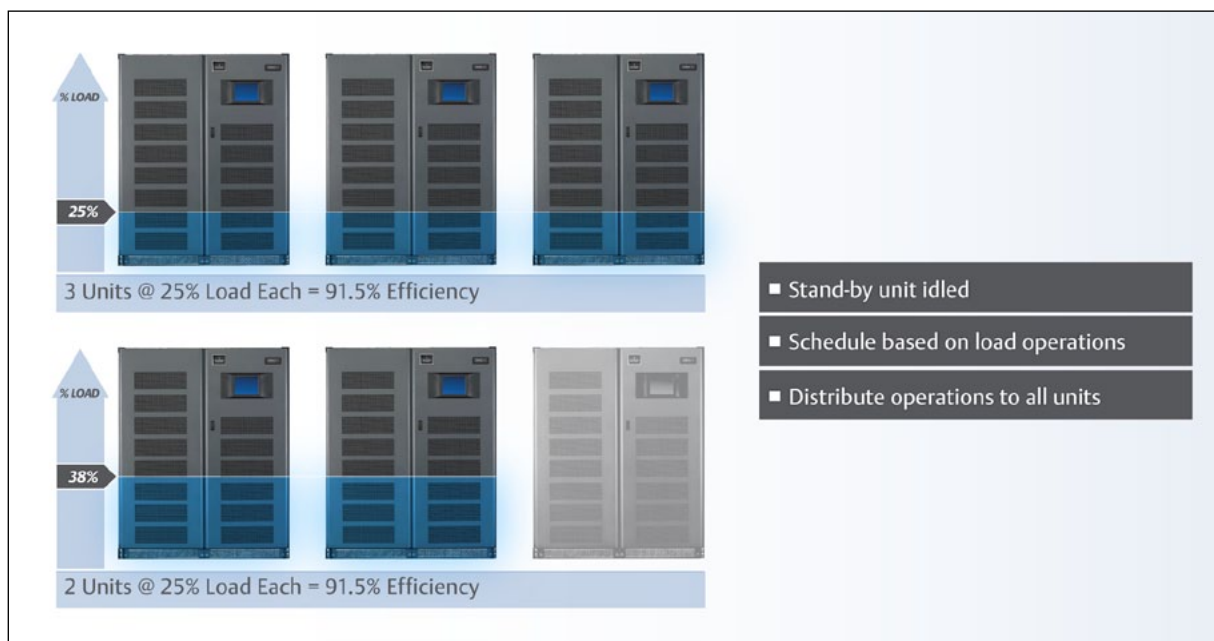 % LOAD
25%
3 Units @ 25% Load Each = 91.5% Efficiency
% LOAD
38%
2 Units @ 25% Load Each = 91.5% Efficiency
Stand-by unit idled
Schedule based on load operations
Distribute operations to all units